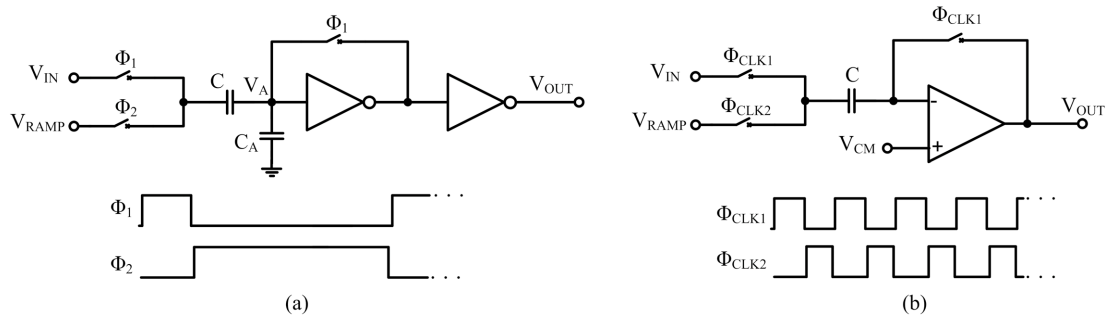 Φ1
ΦCLK1
VIN
Φ1
C
VA
VOUT
VRAMP
Φ2
CA
VIN
ΦCLK1
C
VOUT
VRAMP
ΦCLK2
-
VCM
+
Φ1
. . .
Φ2
. . .
ΦCLK1
. . .
ΦCLK2
. . .
(a)
(b)